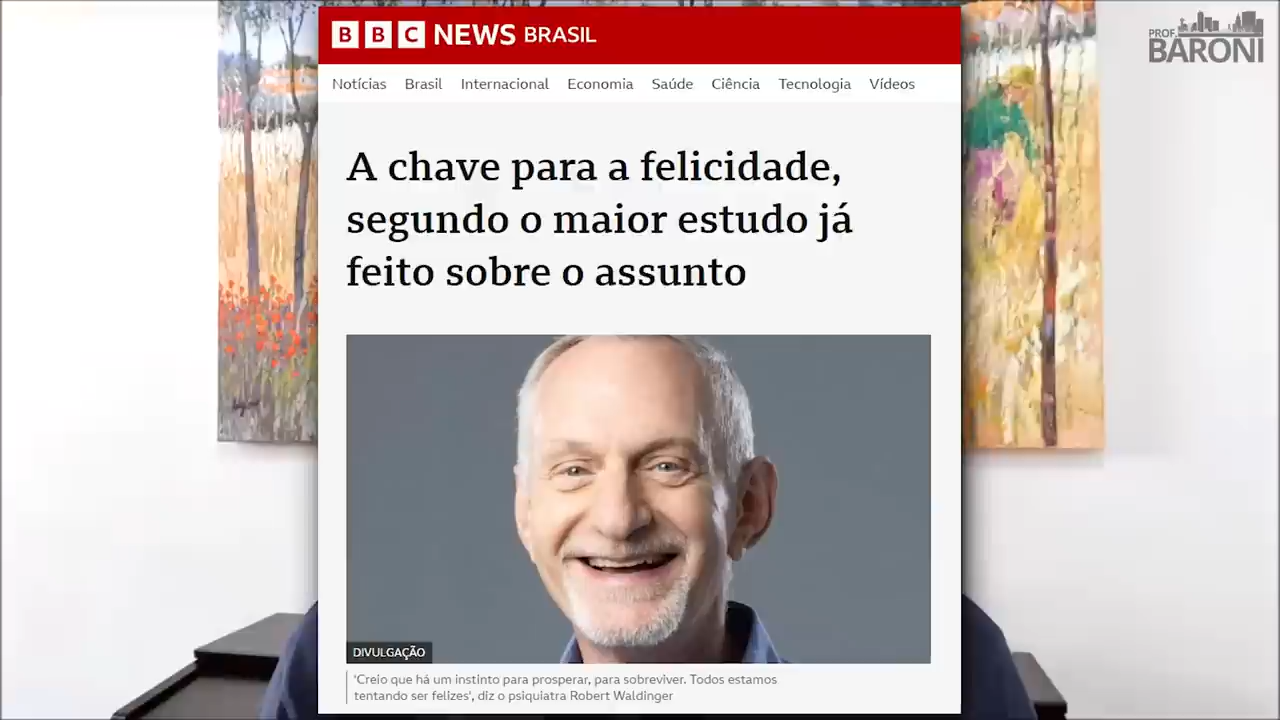 BBC NEWS BRASIL
PROF.
BARONI
Notícias Brasil Internacional Economia Saúde Ciência Tecnologia Vídeos
A chave para a felicidade,
segundo o maior estudo já
feito sobre o assunto
DIVULGAÇÃO
'Creio que há um instinto para prosperar, para sobreviver. Todos estamos
tentando ser felizes', diz o psiquiatra Robert Waldinger